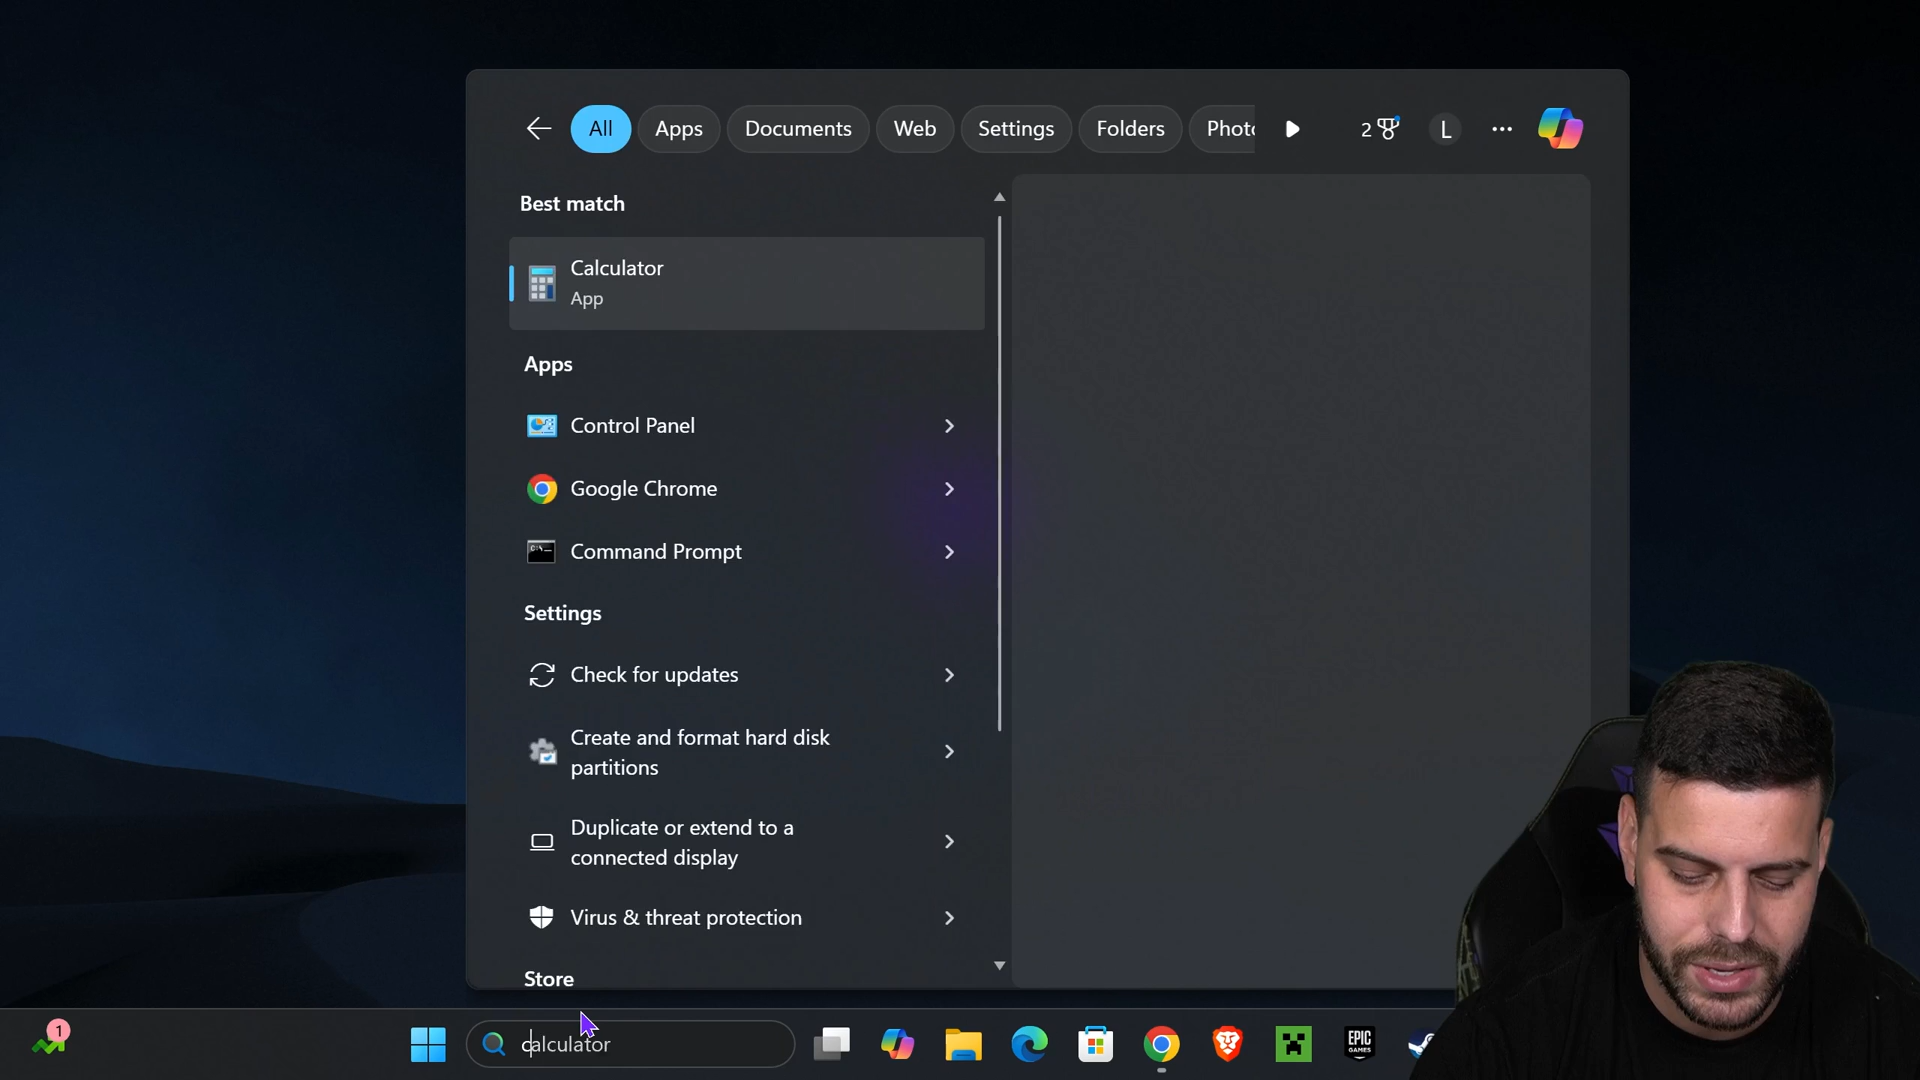 All
Apps
Documents
Web
Settings
Folders
Photo
2
L
Best match
Calculator
App
Apps
Control Panel
Google Chrome
Command Prompt
Settings
Check for updates
Create and format hard disk
partitions
Duplicate or extend to a
connected display
Virus & threat protection
Store
1
calculator
EPIC
GAMES